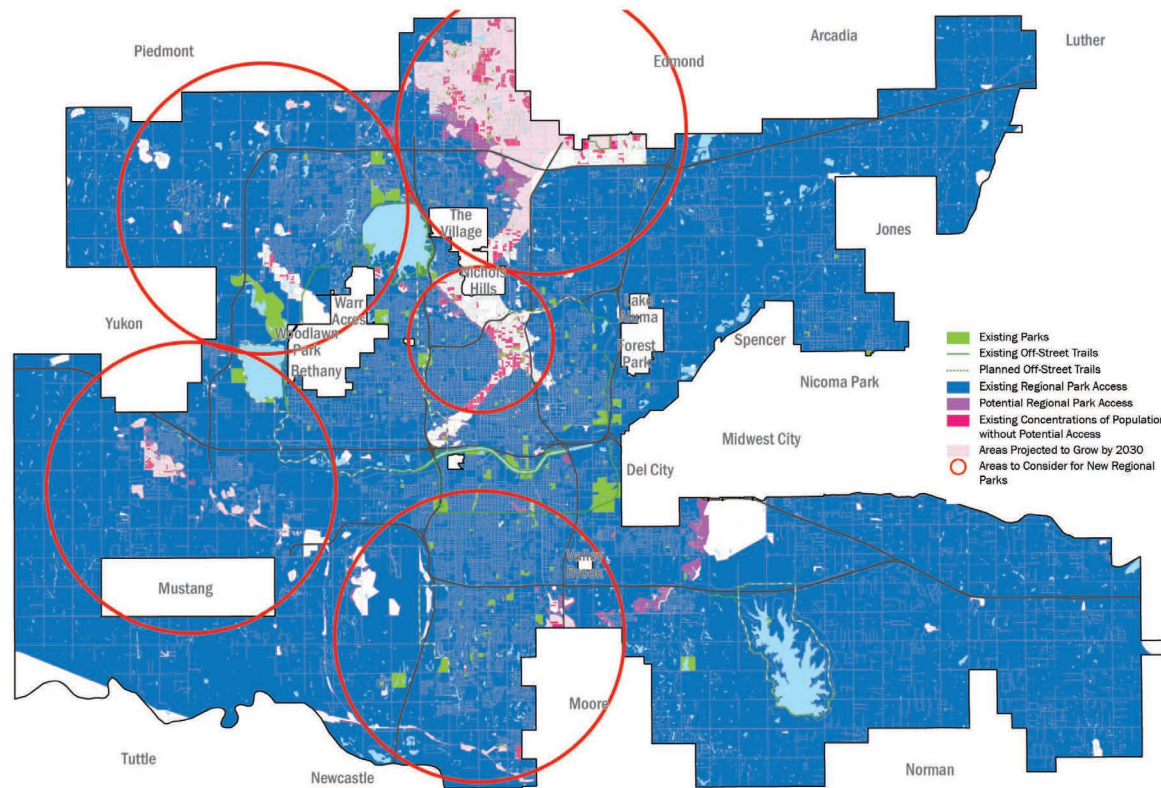 Piedmont
Arcadia
Luther
Edmond
The
Village
Jones
Nichols
Hills
Yukon
Warr
Acres
Woodlawn
Park
Bethany
Lake
Aluma
Forest
Park
Spencer
Nicoma Park
Midwest City
Del City
Existing Parks
Existing Off-Street Trails
Planned Off-Street Trails
Existing Regional Park Access
Potential Regional Park Access
Existing Concentrations of Population
without Potential Access
Areas Projected to Grow by 2030
Areas to Consider for New Regional
Parks
Mustang
Valley
Brook
Moore
Tuttle
Newcastle
Norman